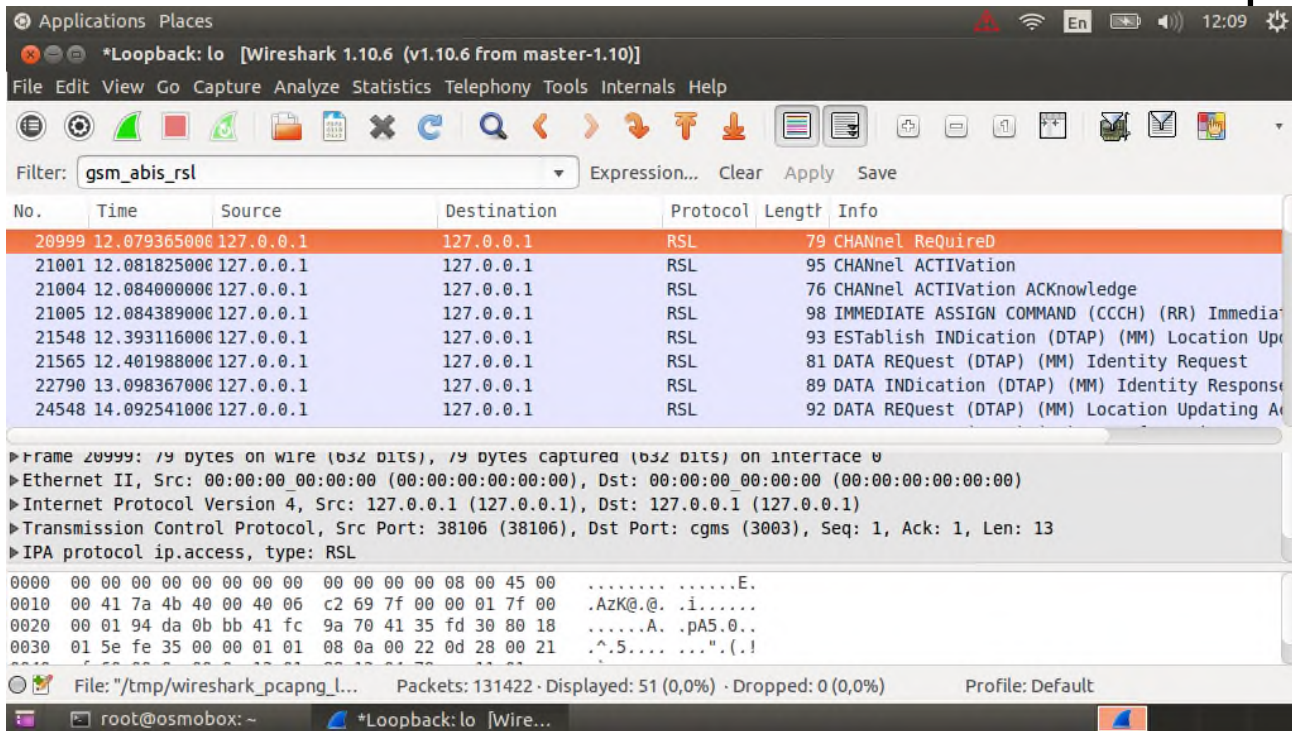 Applications Places En 12:09
*Loopback: lo [Wireshark 1.10.6 (v1.10.6 from master-1.10)]
File Edit View Go Capture Analyze Statistics Telephony Tools Internals Help
Filter: gsm_abis_rsl Expression... Clear Apply Save
No. Time Source Destination Protocol Length Info
20999 12.079365000 127.0.0.1 127.0.0.1 RSL 79 CHANnel ReQuireD
21001 12.081825000 127.0.0.1 127.0.0.1 RSL 95 CHANnel ACTIVation
21004 12.084000000 127.0.0.1 127.0.0.1 RSL 76 CHANnel ACTIVation ACKnowledge
21005 12.084389000 127.0.0.1 127.0.0.1 RSL 98 IMMEDIATE ASSIGN COMMAND (CCCH) (RR) Immedia
21548 12.393116000 127.0.0.1 127.0.0.1 RSL 93 ESTablish INDication (DTAP) (MM) Location Up
21565 12.401988000 127.0.0.1 127.0.0.1 RSL 81 DATA REQuest (DTAP) (MM) Identity Request
22790 13.098367000 127.0.0.1 127.0.0.1 RSL 89 DATA INDication (DTAP) (MM) Identity Response
24548 14.092541000 127.0.0.1 127.0.0.1 RSL 92 DATA REQuest (DTAP) (MM) Location Updating A
Frame 20999: 79 bytes on wire (632 bits), 79 bytes captured (632 bits) on interface 0
Ethernet II, Src: 00:00:00_00:00:00 (00:00:00:00:00:00), Dst: 00:00:00_00:00:00 (00:00:00:00:00:00)
Internet Protocol Version 4, Src: 127.0.0.1 (127.0.0.1), Dst: 127.0.0.1 (127.0.0.1)
Transmission Control Protocol, Src Port: 38106 (38106), Dst Port: cgms (3003), Seq: 1, Ack: 1, Len: 13
IPA protocol ip.access, type: RSL
0000 00 00 00 00 00 00 00 00 00 00 00 00 08 00 45 00 ........ ......E.
0010 00 41 7a 4b 40 00 40 06 c2 69 7f 00 00 01 7f 00 .AzK@.@. .i......
0020 00 01 94 da 0b bb 41 fc 9a 70 41 35 fd 30 80 18 ......A. .pA5.0..
0030 01 5e fe 35 00 00 01 01 08 0a 00 22 0d 28 00 21 .^.5.... ...".(.!
File: "/tmp/wireshark_pcapng_l... Packets: 131422 · Displayed: 51 (0,0%) · Dropped: 0 (0,0%) Profile: Default
root@osmobox: ~ *Loopback: lo [Wire...